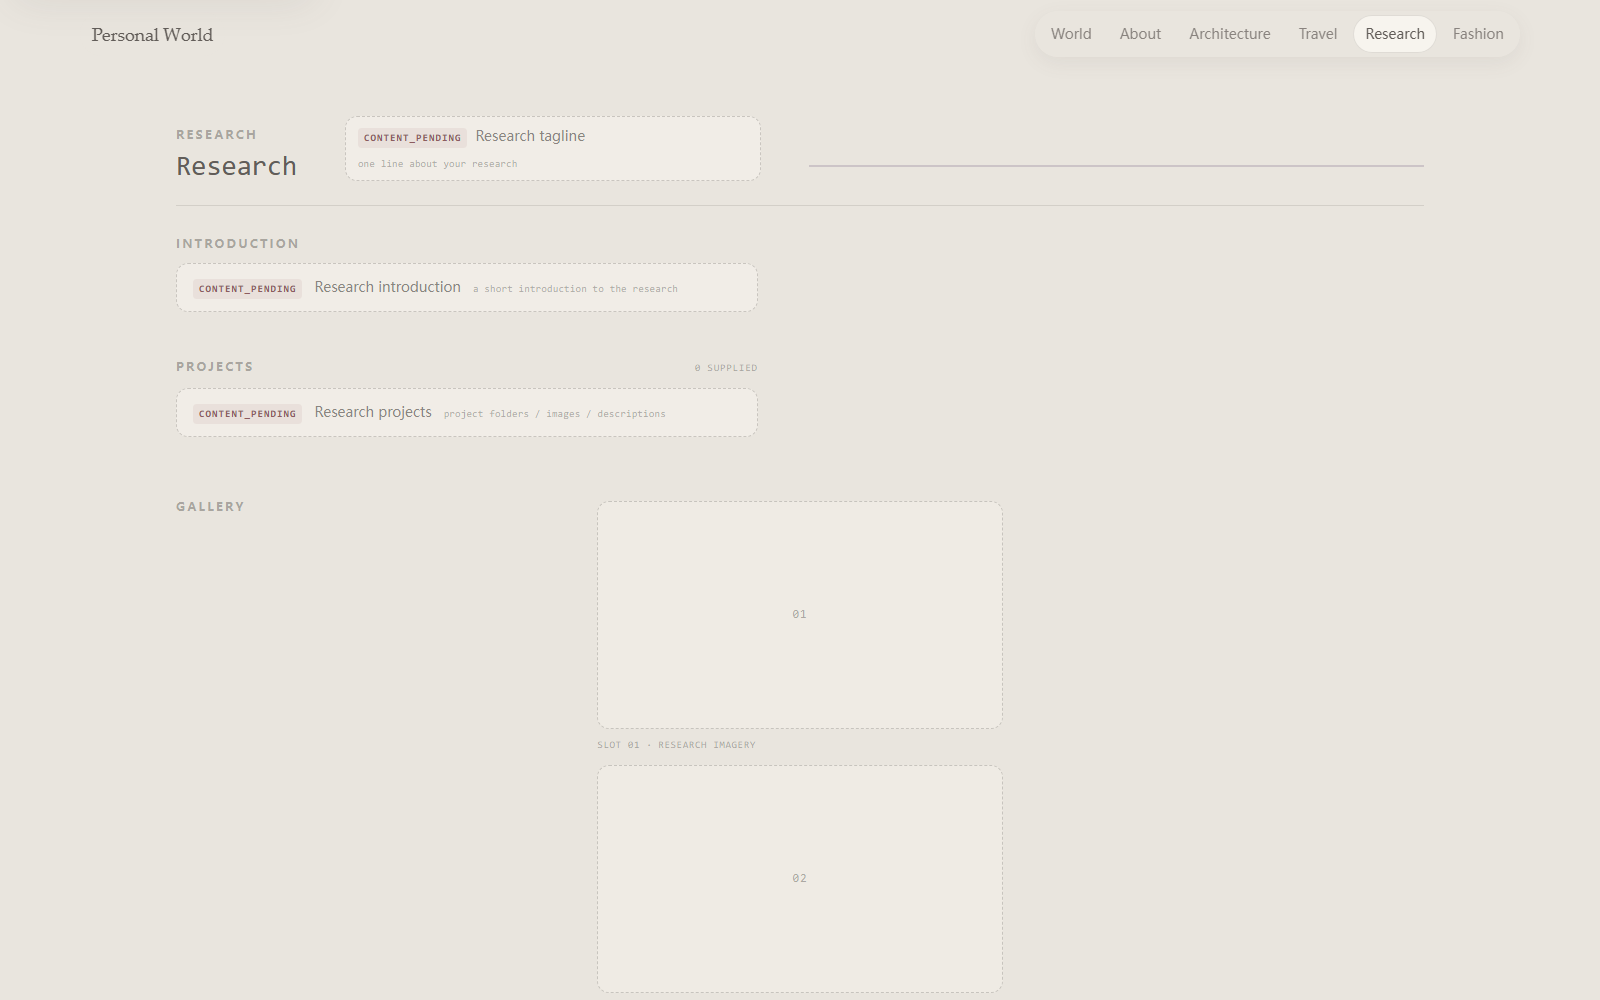 Personal World
World
About
Architecture
Travel
Research
Fashion
RESEARCH
Research
CONTENT_PENDING Research tagline
one line about your research
INTRODUCTION
CONTENT_PENDING Research introduction a short introduction to the research
PROJECTS
0 SUPPLIED
CONTENT_PENDING Research projects project folders / images / descriptions
GALLERY
01
SLOT 01 - RESEARCH IMAGERY
02